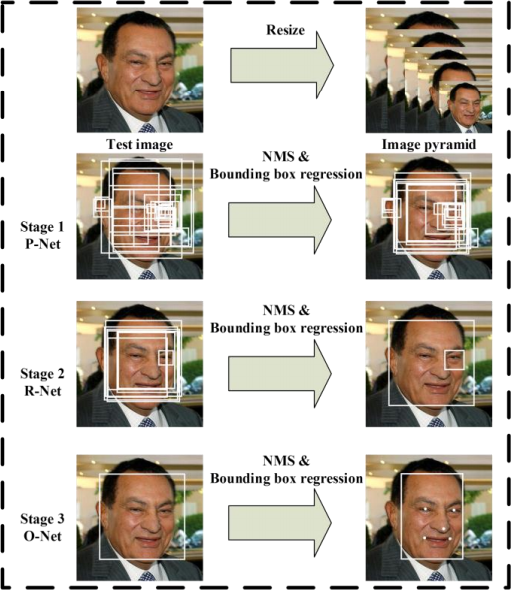 Resize
Test image
Image pyramid
NMS &
Bounding box regression
Stage 1
P-Net
NMS &
Bounding box regression
Stage 2
R-Net
NMS &
Bounding box regression
Stage 3
O-Net